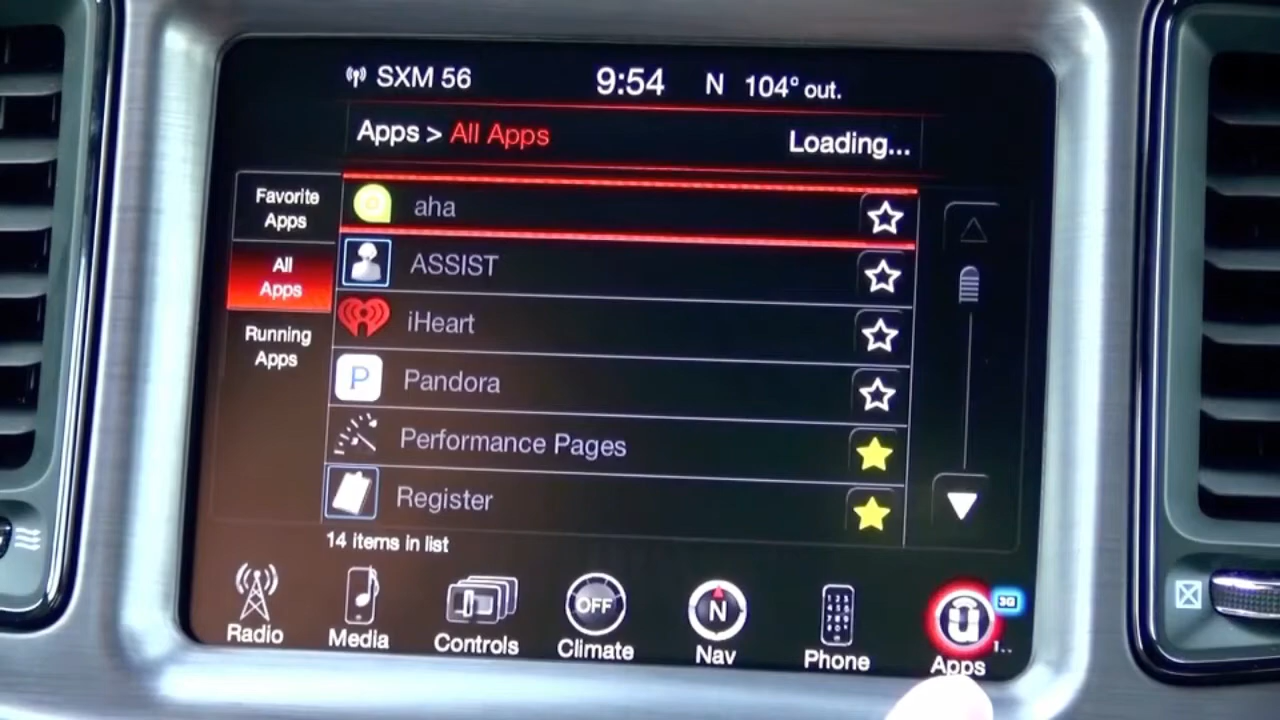 SXM 56 9:54 N 104° out.
Apps > All Apps Loading...
Favorite
Apps
All
Apps
Running
Apps
aha
ASSIST
iHeart
P Pandora
Performance Pages
Register
14 items in list
OFF N û 3G
Radio Media Controls Climate Nav Phone Apps 1..